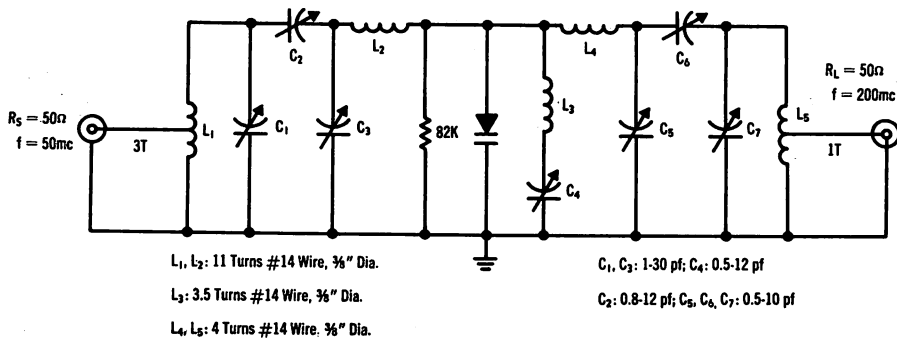 C₂
L₂
L₄
C₆
R_L = 50Ω
f = 200mc
R_S = 50Ω
f = 50mc
3T
L₁
C₁
C₃
82K
L₃
C₄
C₅
C₇
L₅
1T
L₁, L₂: 11 Turns #14 Wire, ⅜" Dia.
L₃: 3.5 Turns #14 Wire, ⅜" Dia.
L₄, L₅: 4 Turns #14 Wire, ⅜" Dia.
C₁, C₃: 1-30 pf; C₄: 0.5-12 pf
C₂: 0.8-12 pf; C₅, C₆, C₇: 0.5-10 pf